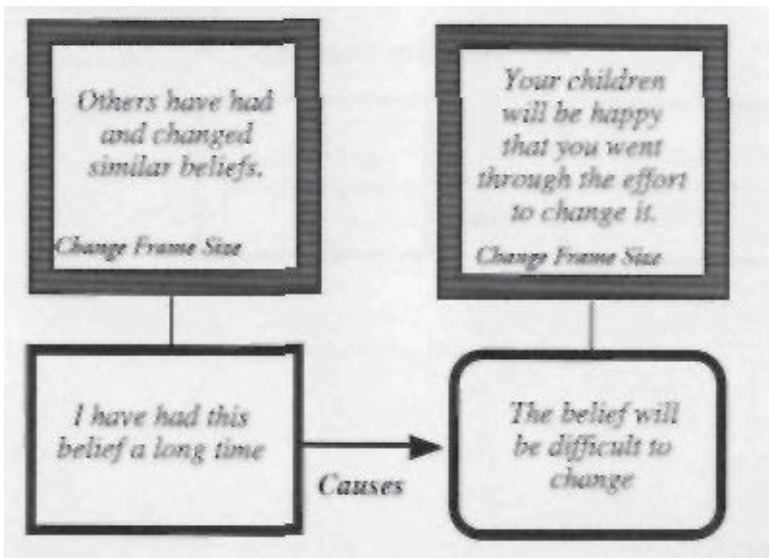 Others have had
and changed
similar beliefs.
Change Frame Size
Your children
will be happy
that you went
through the effort
to change it.
Change Frame Size
I have had this
belief a long time
Causes
The belief will
be difficult to
change